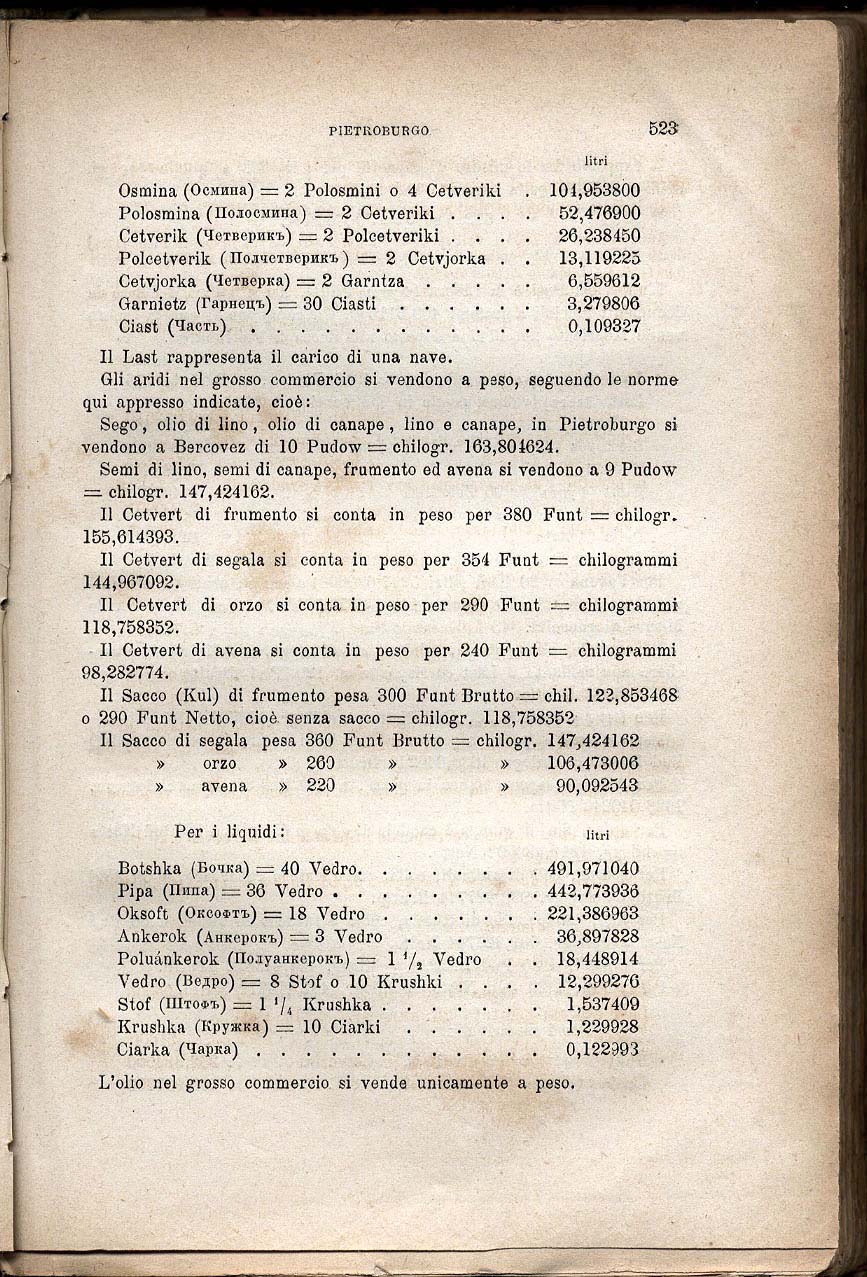 PIETROBURGO 523
litri
Osmina (Осмина) = 2 Polosmini o 4 Cetveriki . 104,953800
Polosmina (Полосмина) = 2 Cetveriki . . . . 52,476900
Cetverik (Четверикъ) = 2 Polcetveriki . . . . 26,238450
Polcetverik (Полчетверикъ) = 2 Cetvjorka . . 13,119225
Cetvjorka (Четверка) = 2 Garntza . . . . . 6,559612
Garnietz (Гарнецъ) = 30 Ciasti . . . . . . 3,279806
Ciast (Часть) . . . . . . . . . . . . 0,109327
Il Last rappresenta il carico di una nave.
Gli aridi nel grosso commercio si vendono a peso, seguendo le norme
qui appresso indicate, cioè:
Sego, olio di lino, olio di canape, lino e canape, in Pietroburgo si
vendono a Bercovez di 10 Pudow = chilogr. 163,804624.
Semi di lino, semi di canape, frumento ed avena si vendono a 9 Pudow
= chilogr. 147,424162.
Il Cetvert di frumento si conta in peso per 380 Funt = chilogr.
155,614393.
Il Cetvert di segala si conta in peso per 354 Funt = chilogrammi
144,967092.
Il Cetvert di orzo si conta in peso per 290 Funt = chilogrammi
118,758352.
Il Cetvert di avena si conta in peso per 240 Funt = chilogrammi
98,282774.
Il Sacco (Kul) di frumento pesa 300 Funt Brutto = chil. 122,853468
o 290 Funt Netto, cioè senza sacco = chilogr. 118,758352
Il Sacco di segala pesa 360 Funt Brutto = chilogr. 147,424162
» orzo » 260 » » 106,473006
» avena » 220 » » 90,092543
Per i liquidi: litri
Botshka (Бочка) = 40 Vedro. . . . . . . . 491,971040
Pipa (Пипа) = 36 Vedro . . . . . . . . . 442,773936
Oksoft (Оксофтъ) = 18 Vedro . . . . . . . 221,386963
Ankerok (Анкерокъ) = 3 Vedro . . . . . . 36,897828
Poluánkerok (Полуанкерокъ) = 1 1/2 Vedro . . 18,448914
Vedro (Ведро) = 8 Stof o 10 Krushki . . . . 12,299276
Stof (Штофъ) = 1 1/4 Krushka . . . . . . . 1,537409
Krushka (Кружка) = 10 Ciarki . . . . . . 1,229928
Ciarka (Чарка) . . . . . . . . . . . . 0,122993
L'olio nel grosso commercio si vende unicamente a peso.